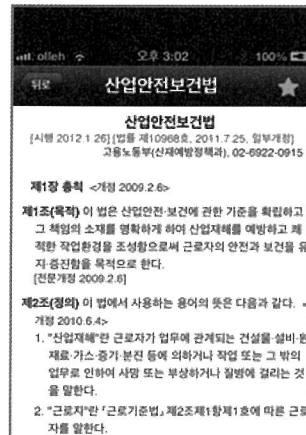 olleh 오후 3:02 100%
뒤로 산업안전보건법
산업안전보건법
[시행 2012.1.26] [법률 제10968호, 2011.7.25, 일부개정]
고용노동부(산재예방정책과), 02-6922-0915
제1장 총칙 <개정 2009.2.6>
제1조(목적) 이 법은 산업안전·보건에 관한 기준을 확립하고
그 책임의 소재를 명확하게 하여 산업재해를 예방하고 쾌
적한 작업환경을 조성함으로써 근로자의 안전과 보건을 유
지·증진함을 목적으로 한다.
[전문개정 2009.2.6]
제2조(정의) 이 법에서 사용하는 용어의 뜻은 다음과 같다. <
개정 2010.6.4>
1. "산업재해"란 근로자가 업무에 관계되는 건설물·설비·원
재료·가스·증기·분진 등에 의하거나 작업 또는 그 밖의
업무로 인하여 사망 또는 부상하거나 질병에 걸리는 것
을 말한다.
2. "근로자"란 「근로기준법」 제2조제1항제1호에 따른 근로
자를 말한다.